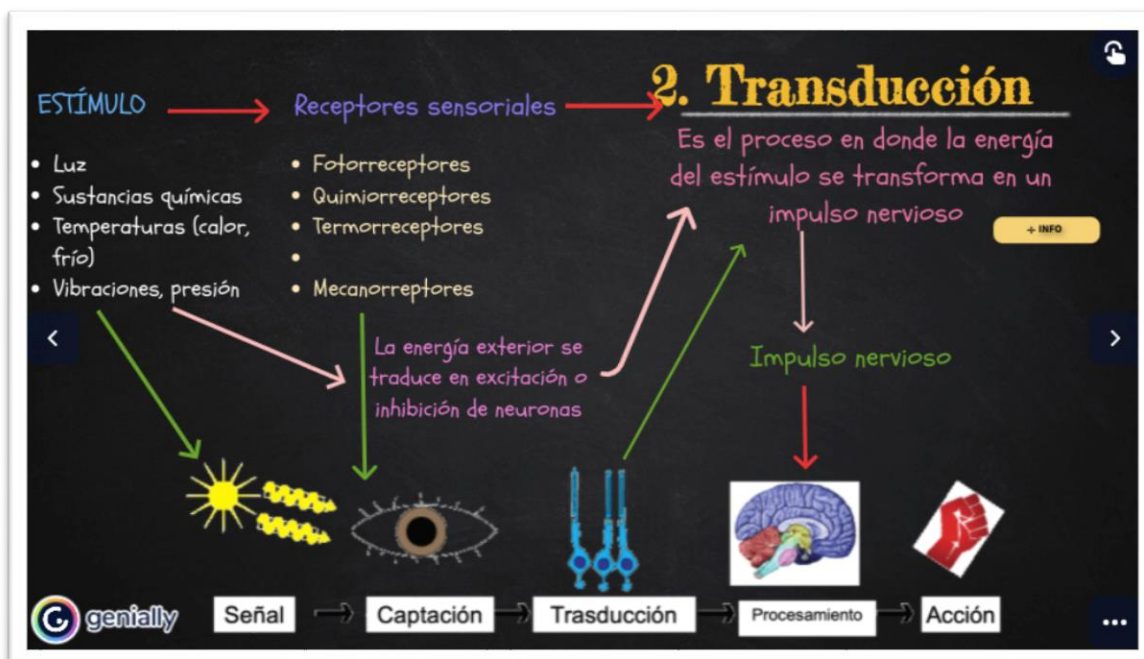 ESTÍMULO
Receptores sensoriales
2. Transducción
• Luz
• Sustancias químicas
• Temperaturas (calor,
frío)
• Vibraciones, presión
• Fotorreceptores
• Quimiorreceptores
• Termorreceptores
•
• Mecanorreptores
Es el proceso en donde la energía
del estímulo se transforma en un
impulso nervioso
+ INFO
La energía exterior se
traduce en excitación o
inhibición de neuronas
Impulso nervioso
genially
Señal
Captación
Trasducción
Procesamiento
Acción